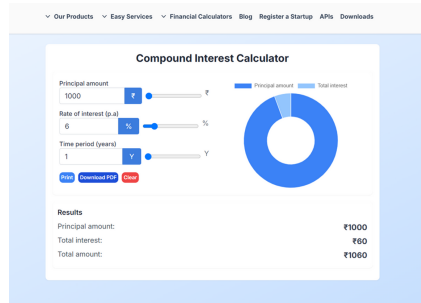 Our Products Easy Services Financial Calculators Blog Register a Startup APIs Downloads
Compound Interest Calculator
Principal amount
1000 ₹ ₹
Rate of interest (p.a)
6 % %
Time period (years)
1 Y Y
Print Download PDF Clear
Principal amount Total interest
Results
Principal amount: ₹1000
Total interest: ₹60
Total amount: ₹1060